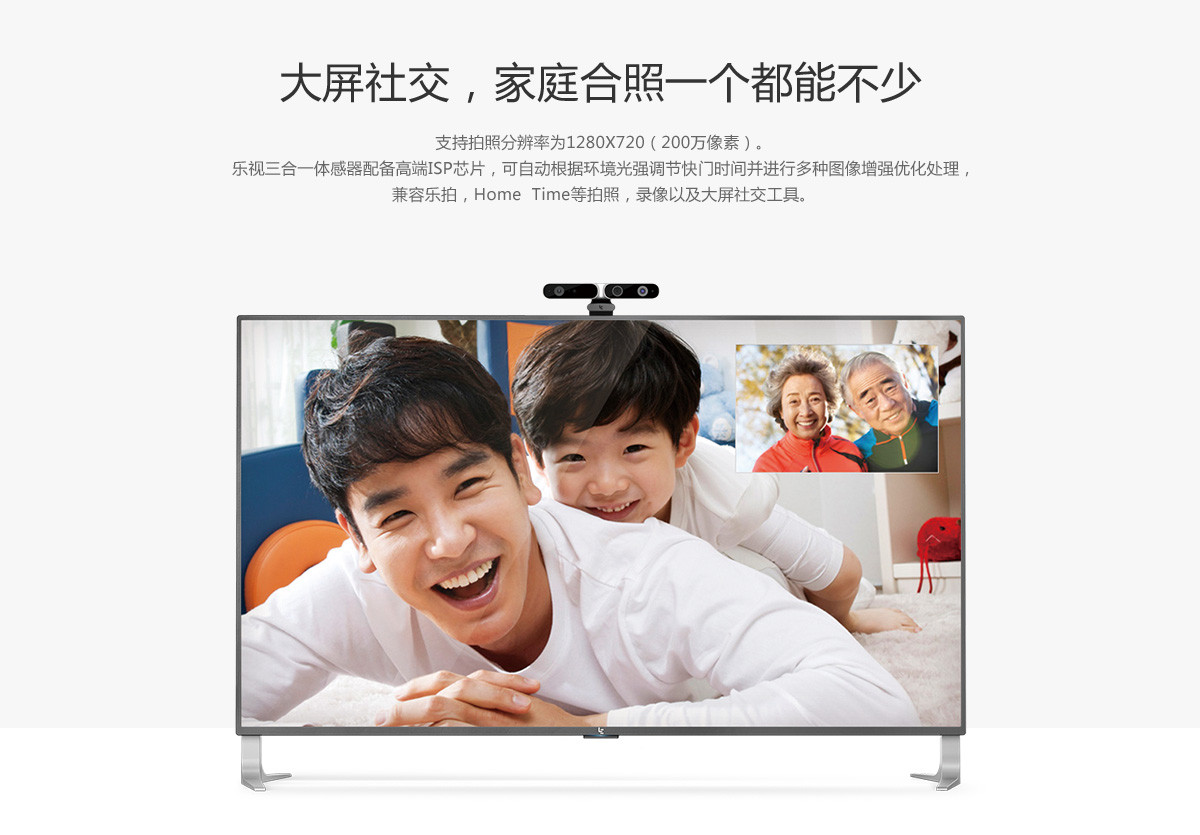 大屏社交，家庭合照一个都能不少
支持拍照分辨率为1280X720（200万像素）。
乐视三合一体感器配备高端ISP芯片，可自动根据环境光强调节快门时间并进行多种图像增强优化处理，
兼容乐拍，Home Time等拍照，录像以及大屏社交工具。